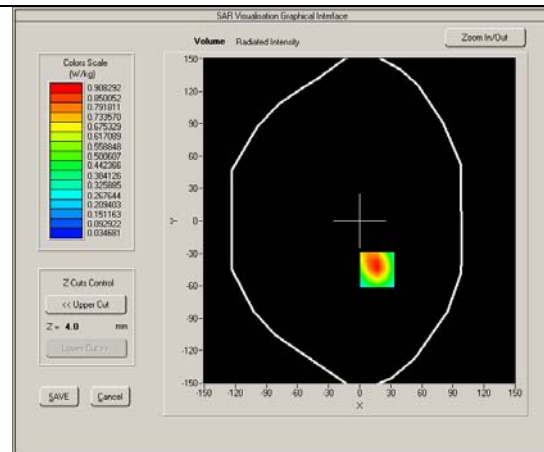 SAR Visualisation Graphical Interface
Volume Radiated Intensity
Zoom In/Out
Colors Scale
(W/kg)
0.908292
0.850052
0.791811
0.733570
0.675329
0.617089
0.558848
0.500607
0.442366
0.384126
0.325885
0.267644
0.209403
0.151163
0.092922
0.034681
Z-Cuts Control
<< Upper Cut
Z = 4.0 mm
Lower Cut >>
SAVE
Cancel
150
120
90
60
30
0
-30
-60
-90
-120
-150
Y
-150 -120 -90 -60 -30 0 30 60 90 120 150
X